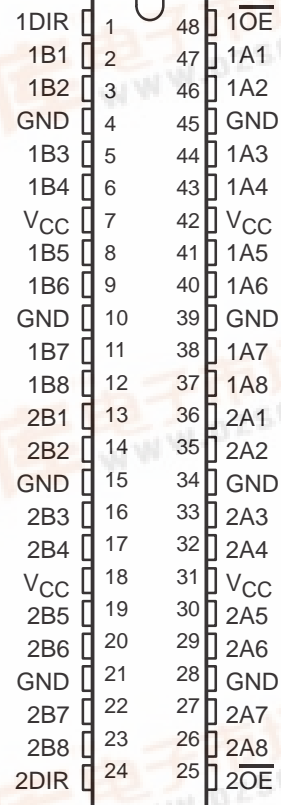 1DIR 1 48 1O̅E̅
1B1 2 47 1A1
1B2 3 46 1A2
GND 4 45 GND
1B3 5 44 1A3
1B4 6 43 1A4
VCC 7 42 VCC
1B5 8 41 1A5
1B6 9 40 1A6
GND 10 39 GND
1B7 11 38 1A7
1B8 12 37 1A8
2B1 13 36 2A1
2B2 14 35 2A2
GND 15 34 GND
2B3 16 33 2A3
2B4 17 32 2A4
VCC 18 31 VCC
2B5 19 30 2A5
2B6 20 29 2A6
GND 21 28 GND
2B7 22 27 2A7
2B8 23 26 2A8
2DIR 24 25 2O̅E̅